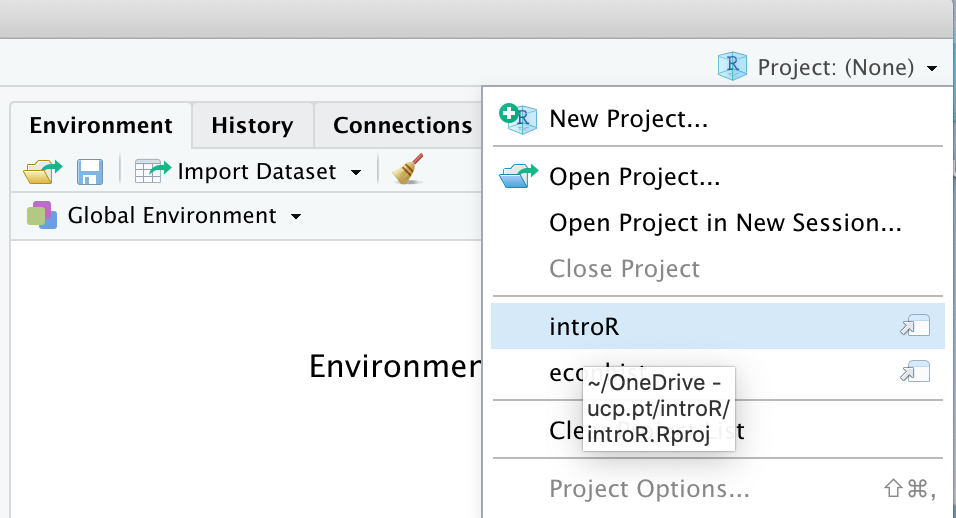 Project: (None)
Environment History Connections
New Project...
Import Dataset
Open Project...
Global Environment
Open Project in New Session...
Close Project
introR
~/OneDrive -
ucp.pt/introR/
introR.Rproj
Project Options... ⇧⌘,